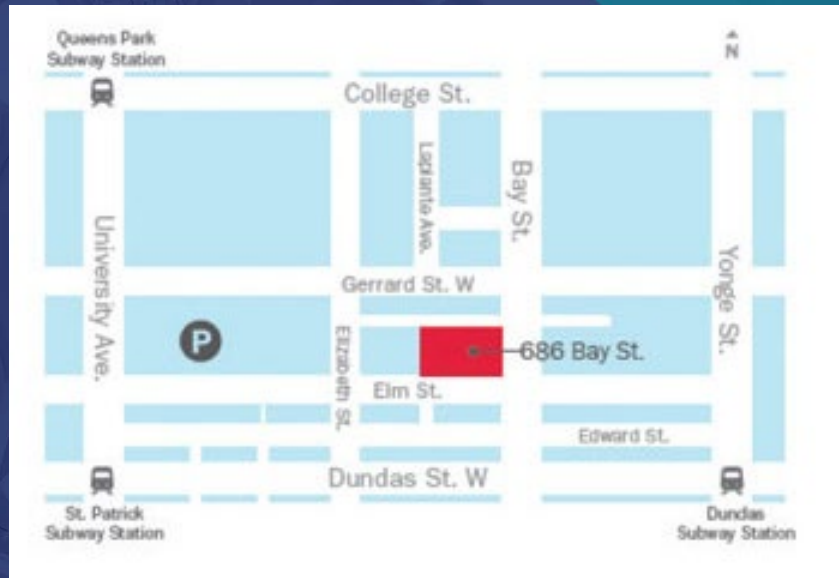 Queens Park
Subway Station
N
College St.
Laplante Ave.
Bay St.
University Ave.
Yonge St.
Gerrard St. W
P
Elizabeth St.
686 Bay St.
Elm St.
Edward St.
Dundas St. W
St. Patrick
Subway Station
Dundas
Subway Station